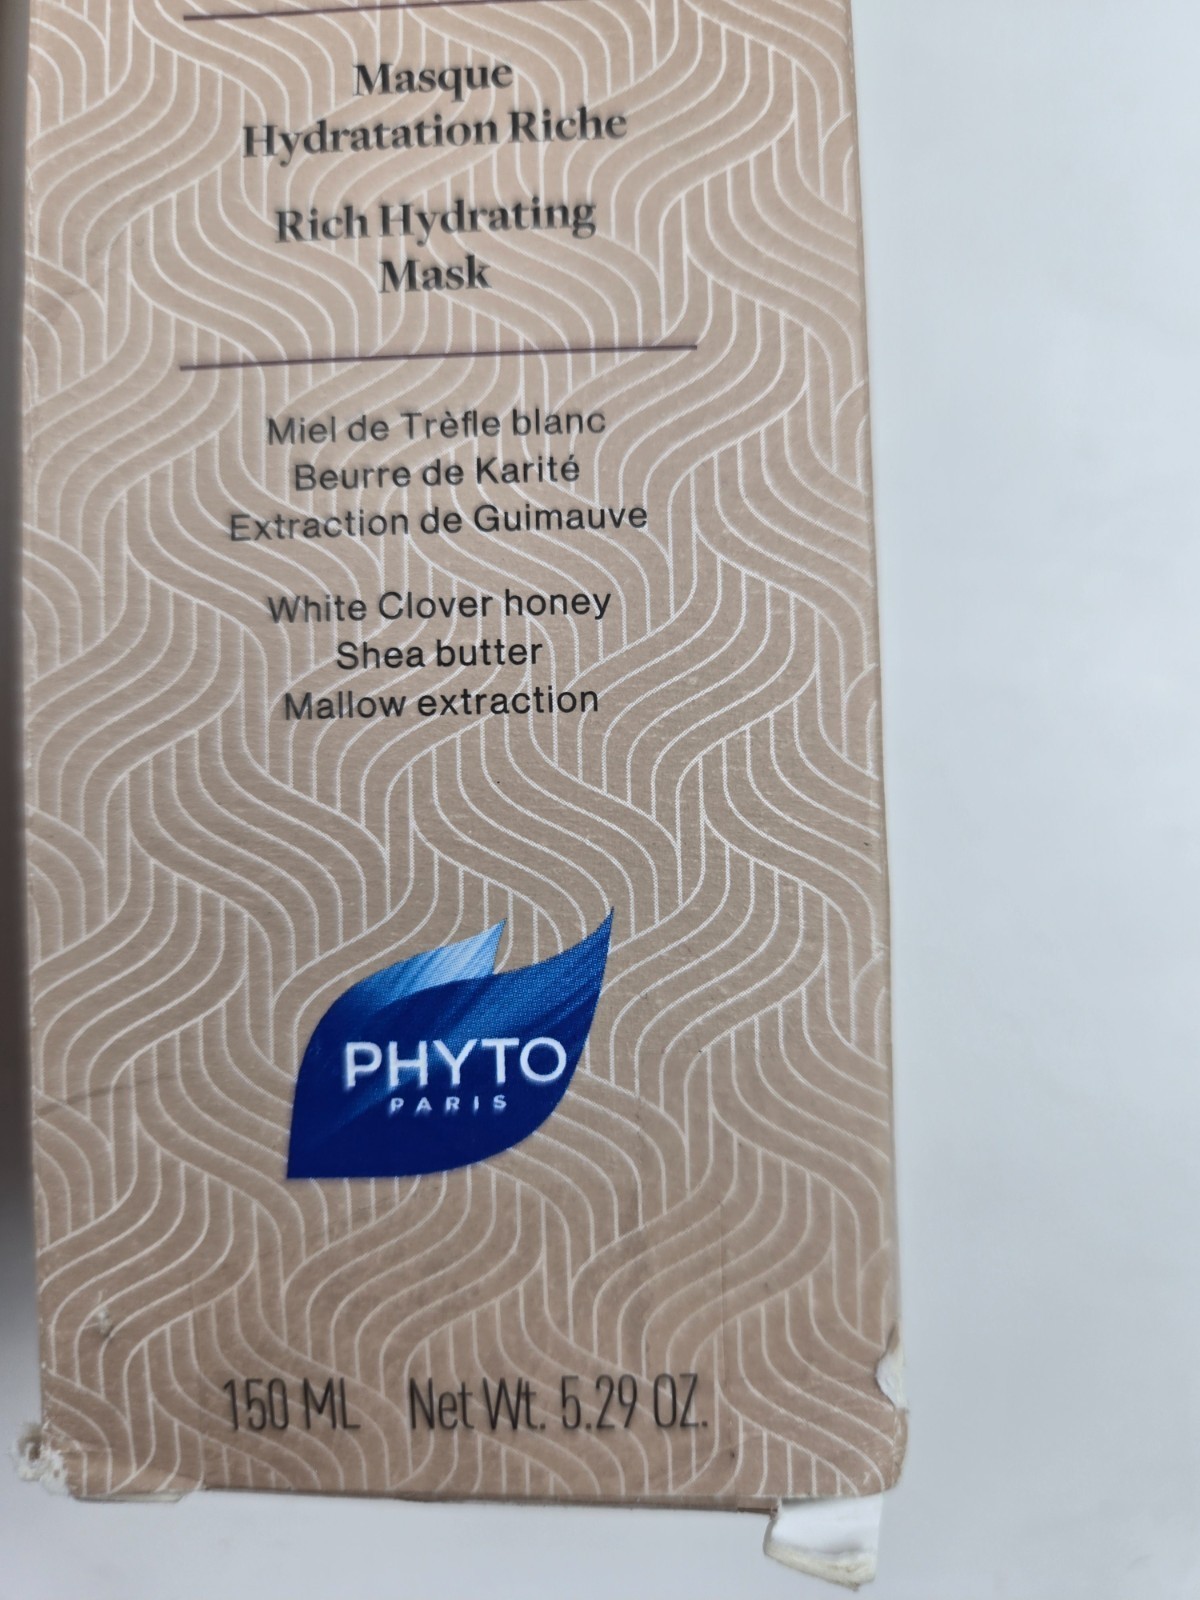 Masque
Hydratation Riche
Rich Hydrating
Mask
Miel de Trèfle blanc
Beurre de Karité
Extraction de Guimauve
White Clover honey
Shea butter
Mallow extraction
PHYTO
PARIS
150 ML Net Wt. 5.29 OZ.